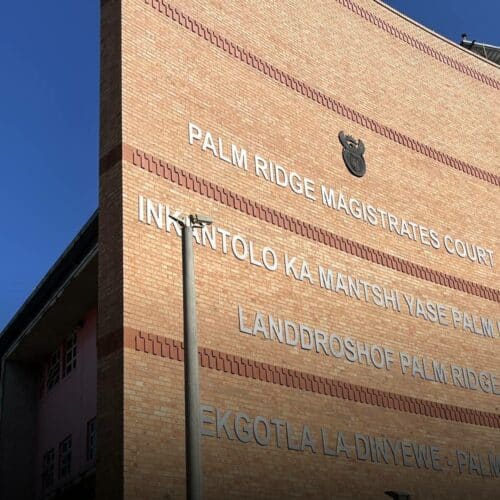 PALM RIDGE MAGISTRATES COURT
INKANTOLO KA MANTSHI YASE PALM
LANDDROSHOF PALM RIDGE
EKGOTLA LA DINYEWE - PALM